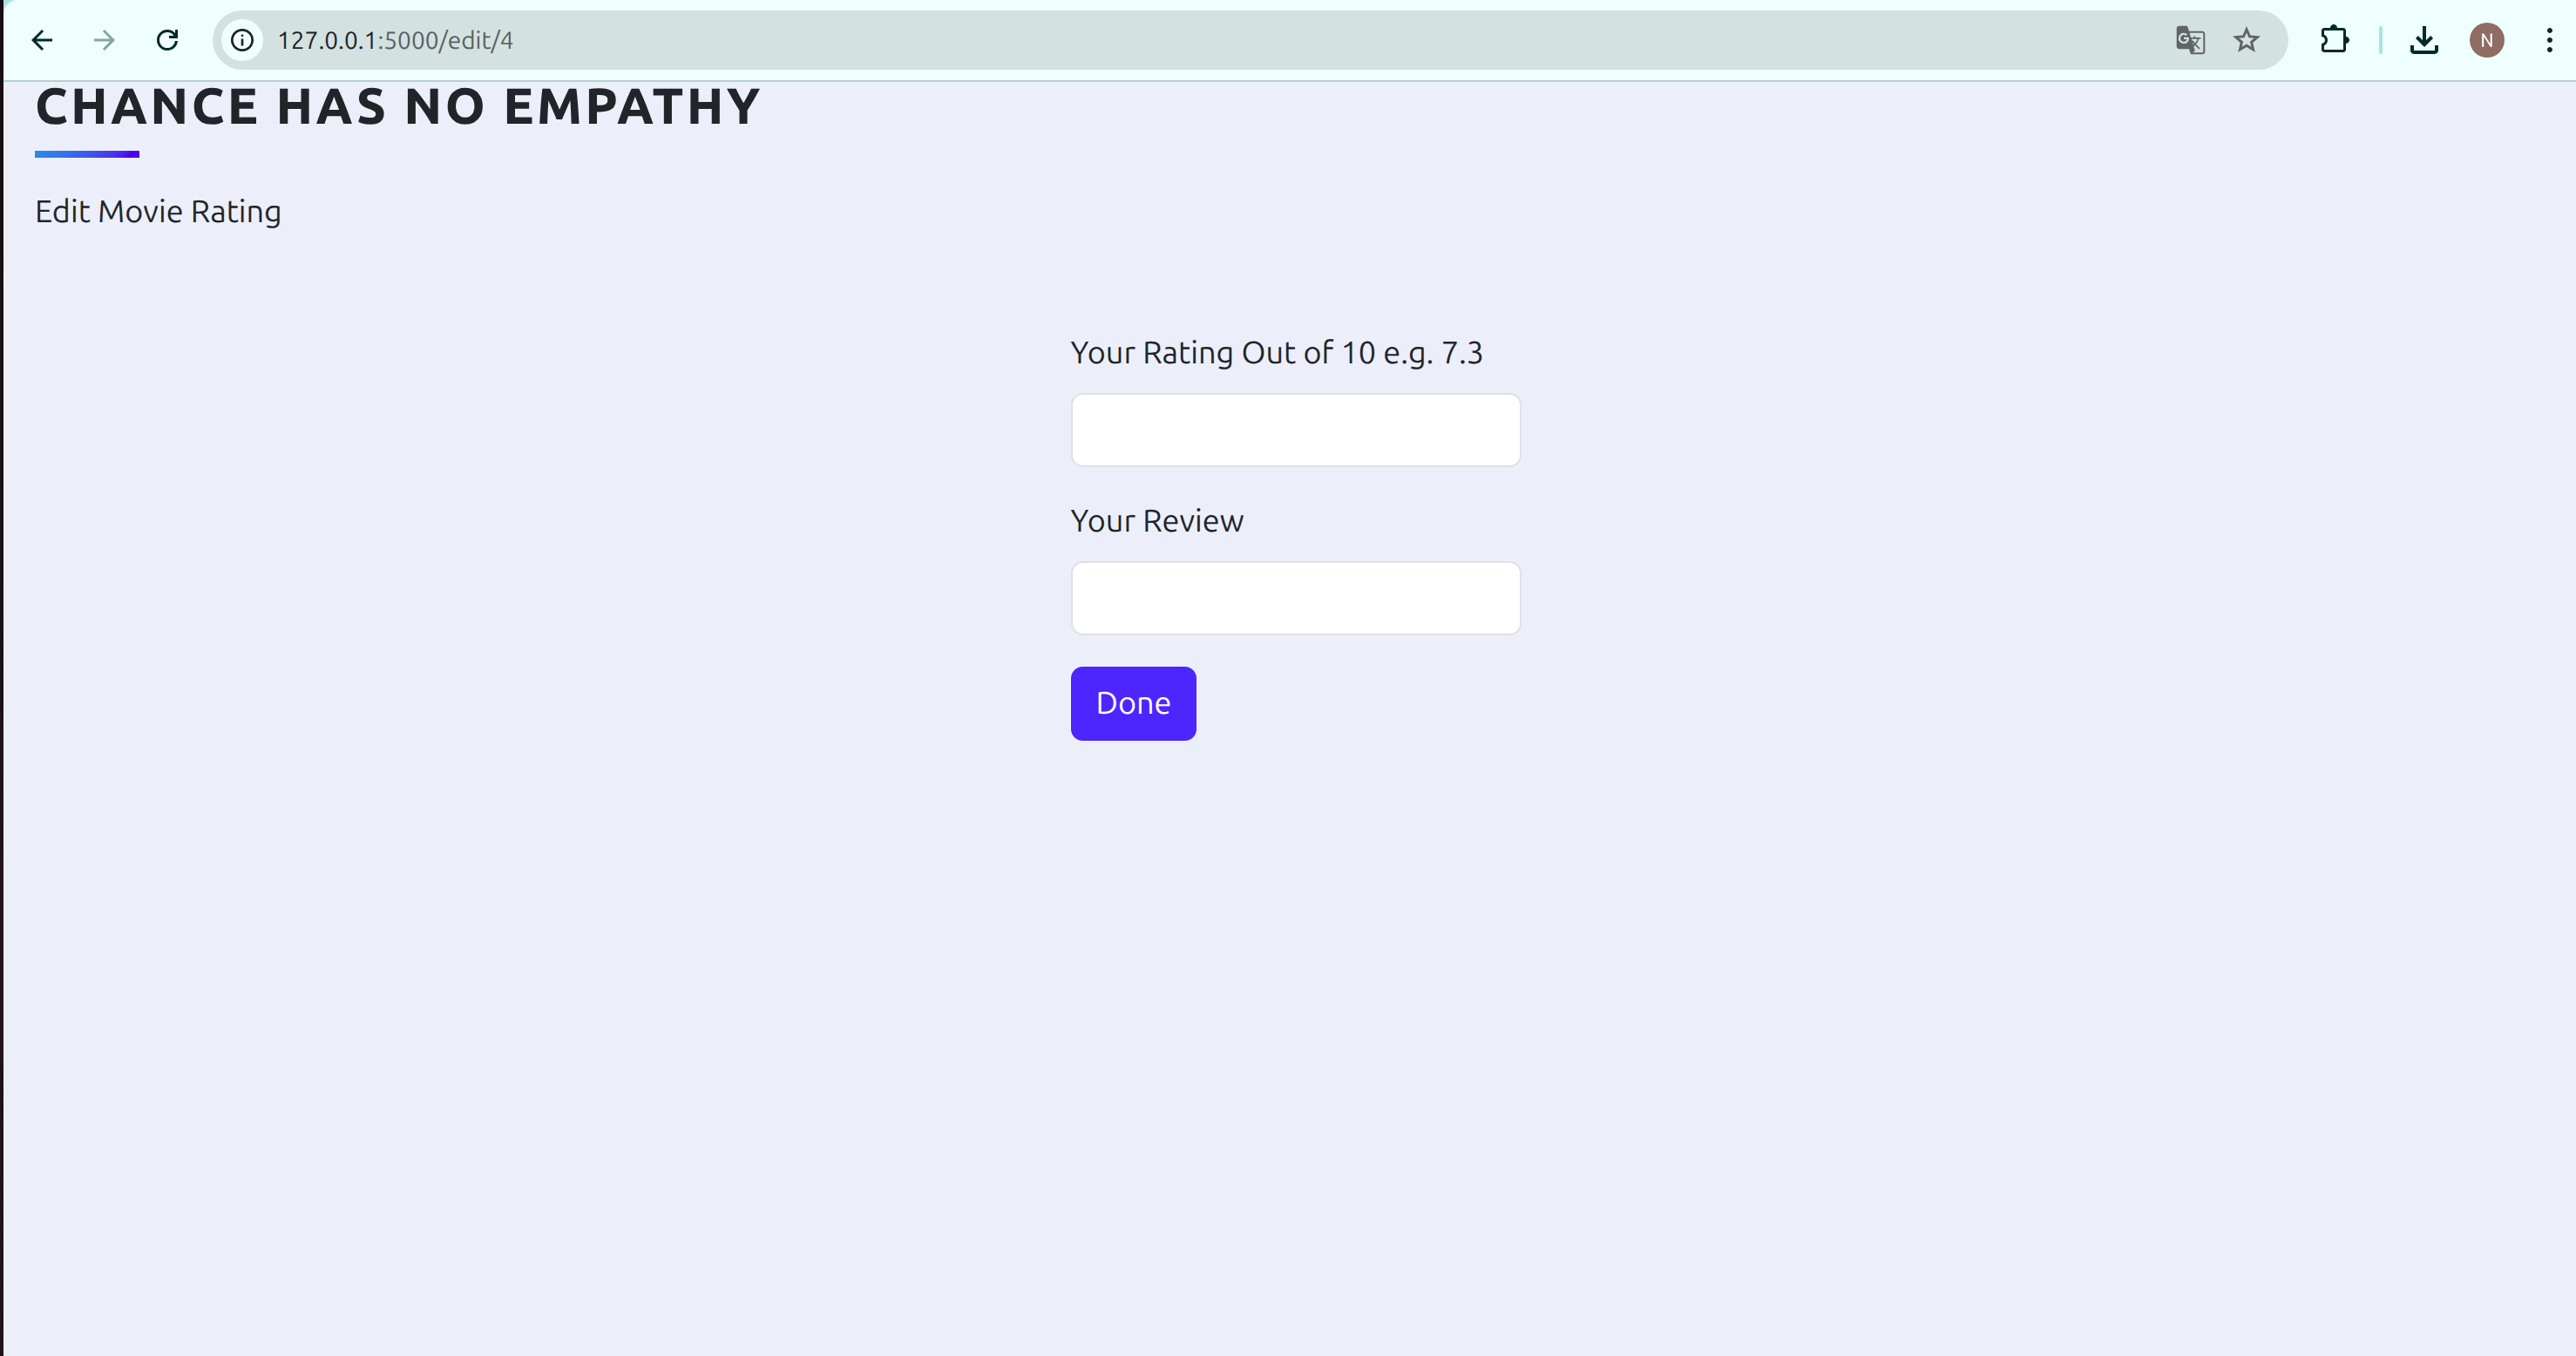 127.0.0.1:5000/edit/4
N
CHANCE HAS NO EMPATHY
Edit Movie Rating
Your Rating Out of 10 e.g. 7.3
Your Review
Done